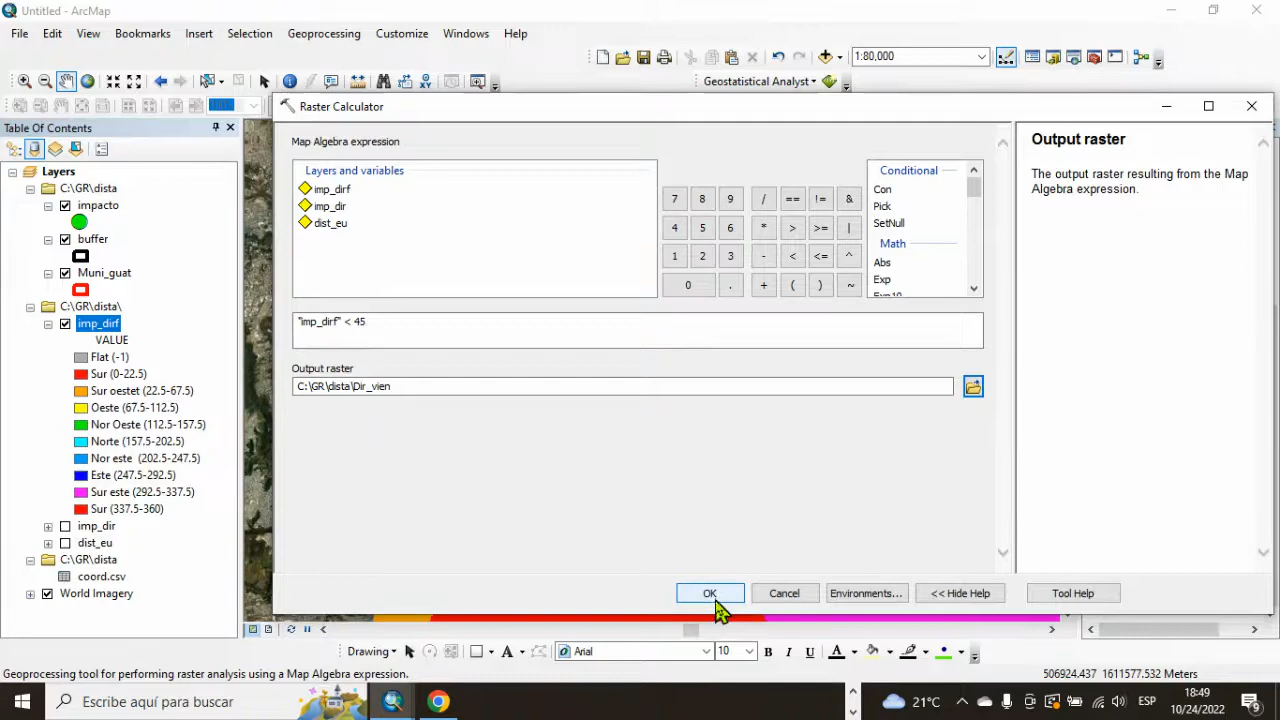 Untitled - ArcMap
File Edit View Bookmarks Insert Selection Geoprocessing Customize Windows Help
1:80,000
Geostatistical Analyst
Table Of Contents
Layers
C:\GR\dista
impacto
buffer
Muni_guat
C:\GR\dista\
imp_dirf
VALUE
Flat (-1)
Sur (0-22.5)
Sur oestet (22.5-67.5)
Oeste (67.5-112.5)
Nor Oeste (112.5-157.5)
Norte (157.5-202.5)
Nor este (202.5-247.5)
Este (247.5-292.5)
Sur este (292.5-337.5)
Sur (337.5-360)
imp_dir
dist_eu
C:\GR\dista
coord.csv
World Imagery
Raster Calculator
Map Algebra expression
Layers and variables
imp_dirf
imp_dir
dist_eu
7 8 9 / == != &
4 5 6 * > >= |
1 2 3 - < <= ^
0 . + ( ) ~
Conditional
Con
Pick
SetNull
Math
Abs
Exp
Exp10
"imp_dirf" < 45
Output raster
C:\GR\dista\Dir_vien
OK Cancel Environments... << Hide Help Tool Help
Output raster
The output raster resulting from the Map
Algebra expression.
Drawing A Arial 10 B I U A
Geoprocessing tool for performing raster analysis using a Map Algebra expression.
506924.437 1611577.532 Meters
Escribe aquí para buscar
21°C ESP
18:49
10/24/2022
9